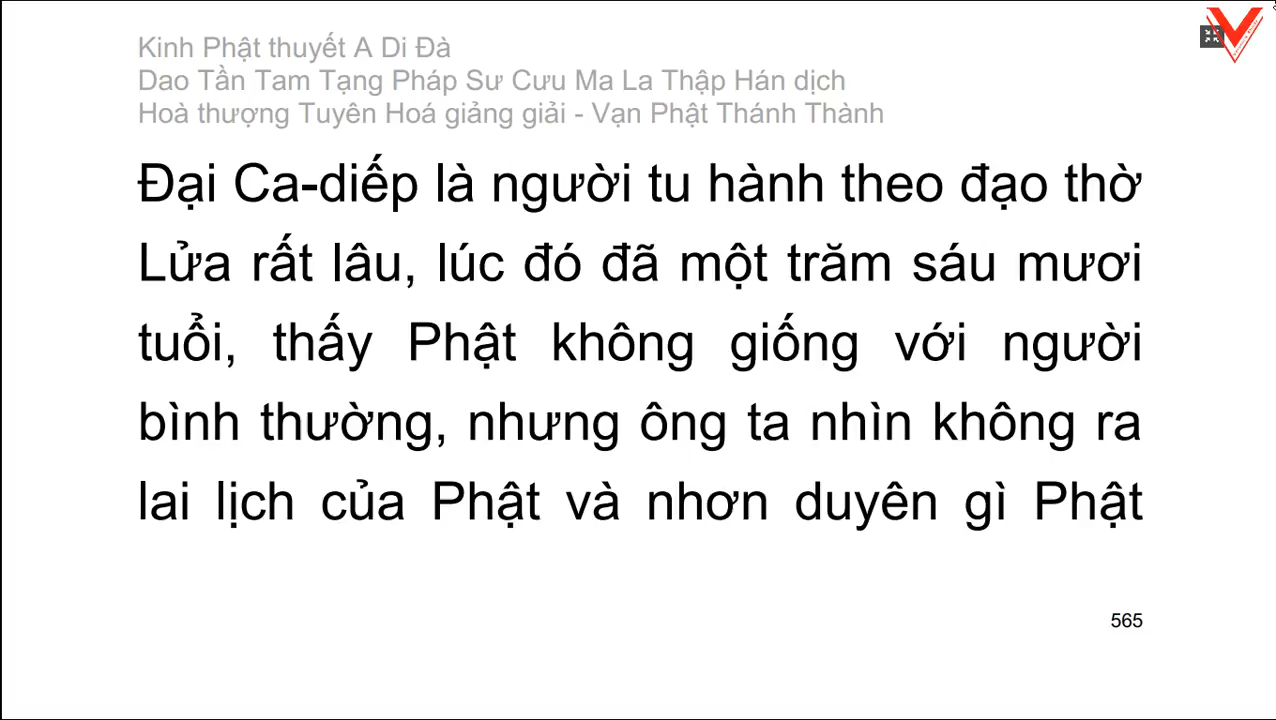 Kinh Phật thuyết A Di Đà
Dao Tần Tam Tạng Pháp Sư Cưu Ma La Thập Hán dịch
Hoà thượng Tuyên Hoá giảng giải - Vạn Phật Thánh Thành
Đại Ca-diếp là người tu hành theo đạo thờ
Lửa rất lâu, lúc đó đã một trăm sáu mươi
tuổi, thấy Phật không giống với người
bình thường, nhưng ông ta nhìn không ra
lai lịch của Phật và nhơn duyên gì Phật
565